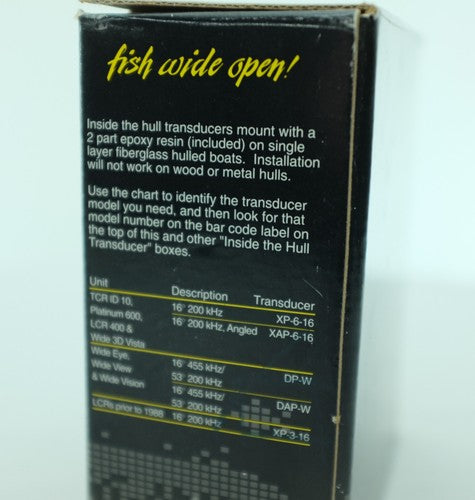 fish wide open!
Inside the hull transducers mount with a
2 part epoxy resin (included) on single
layer fiberglass hulled boats. Installation
will not work on wood or metal hulls.
Use the chart to identify the transducer
model you need, and then look for that
model number on the bar code label on
the top of this and other "Inside the Hull
Transducer" boxes.
Unit Description Transducer
TCR ID 10, 16° 200 kHz XP-6-16
Platinum 600, 16° 200 kHz, Angled XAP-6-16
LCR 400 &
Wide 3D Vista
Wide Eye, 16° 455 kHz/
Wide View 53° 200 kHz DP-W
& Wide Vision 16° 455 kHz/
53° 200 kHz DAP-W
LCRs prior to 1988 16° 200 kHz XP-3-16